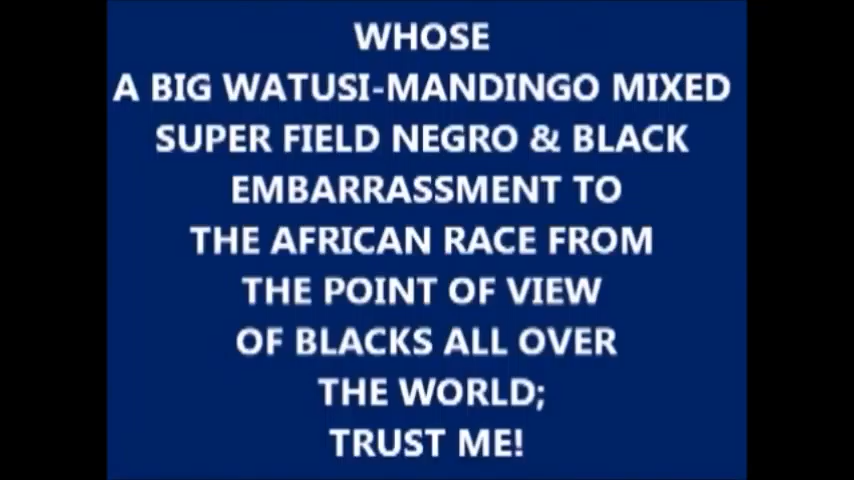 WHOSE
A BIG WATUSI-MANDINGO MIXED
SUPER FIELD NEGRO & BLACK
EMBARRASSMENT TO
THE AFRICAN RACE FROM
THE POINT OF VIEW
OF BLACKS ALL OVER
THE WORLD;
TRUST ME!